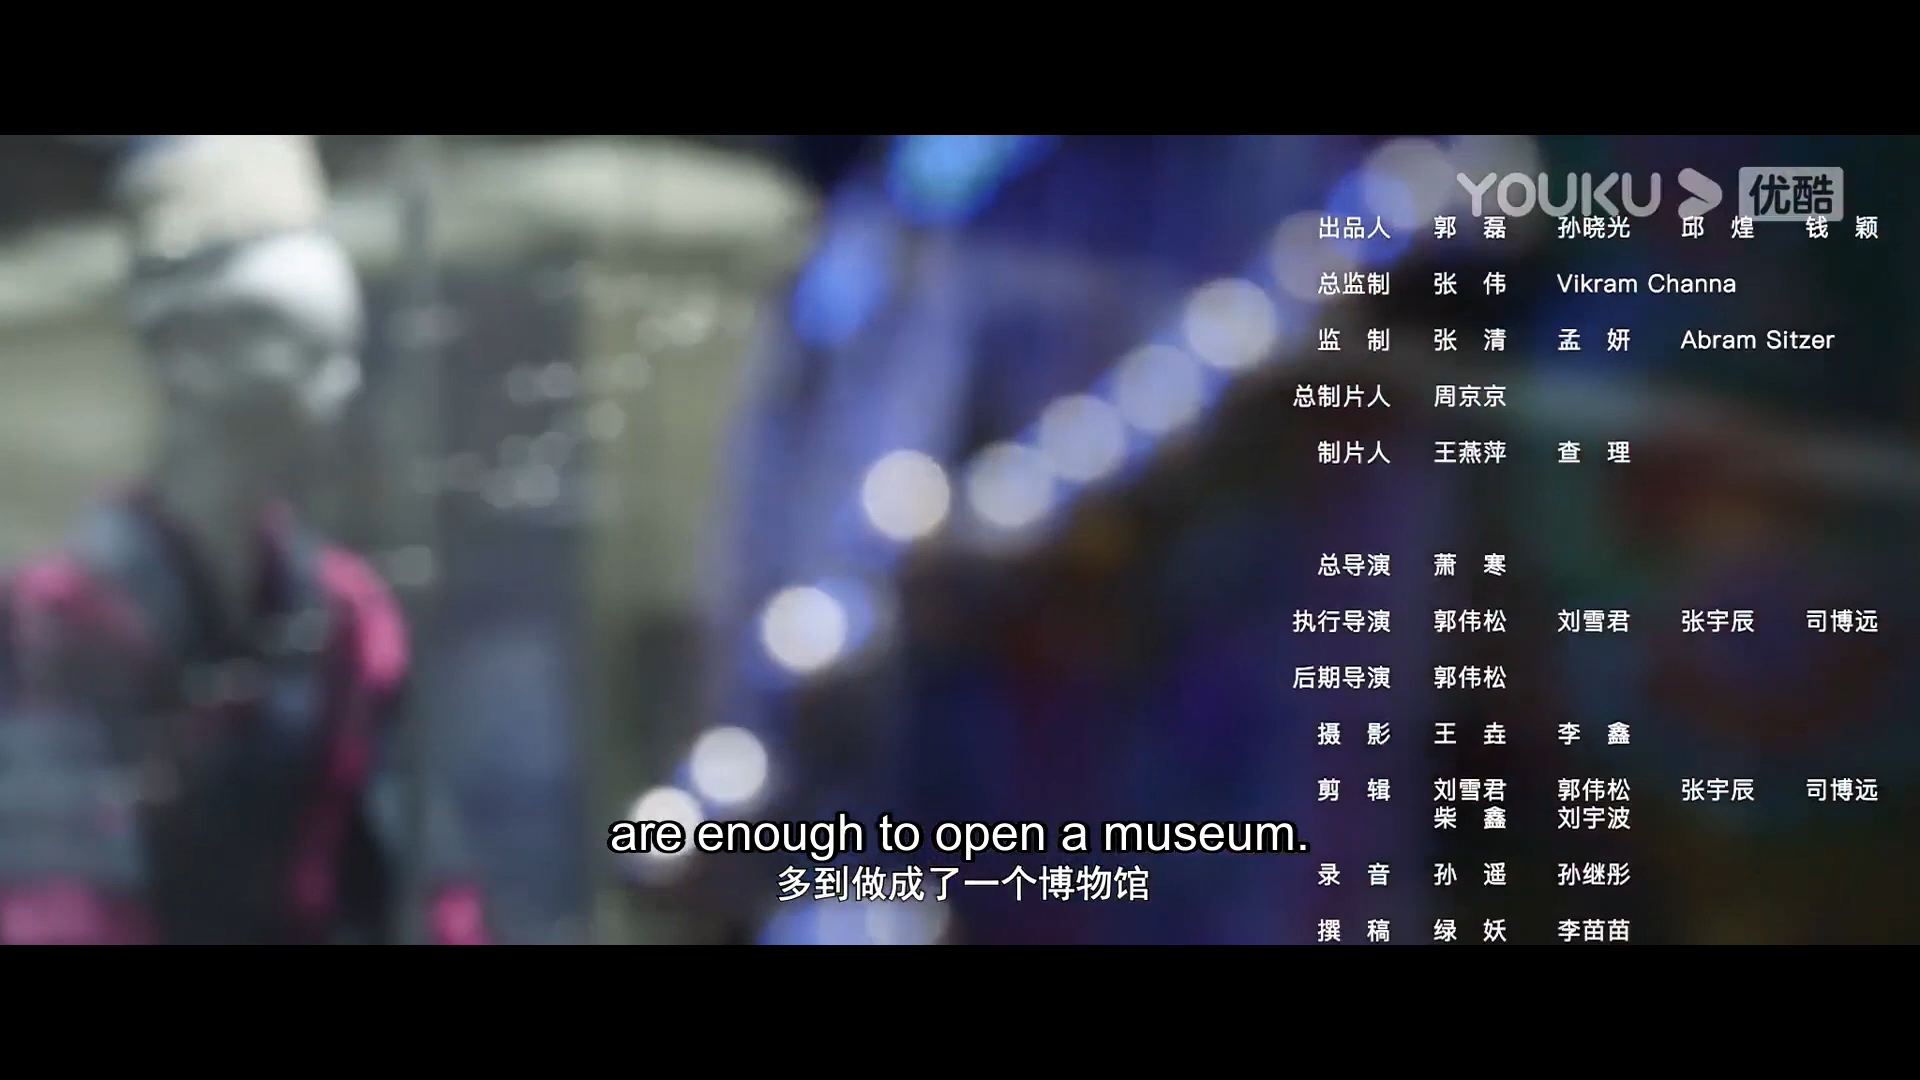 YOUKU 优酷
出品人 郭 磊 孙晓光 邱 煌 钱 颖
总监制 张 伟 Vikram Channa
监 制 张 清 孟 妍 Abram Sitzer
总制片人 周京京
制片人 王燕萍 查 理
总导演 萧 寒
执行导演 郭伟松 刘雪君 张宇辰 司博远
后期导演 郭伟松
摄 影 王 垚 李 鑫
剪 辑 刘雪君 郭伟松 张宇辰 司博远
柴 鑫 刘宇波
录 音 孙 遥 孙继彤
撰 稿 绿 妖 李苗苗
are enough to open a museum.
多到做成了一个博物馆